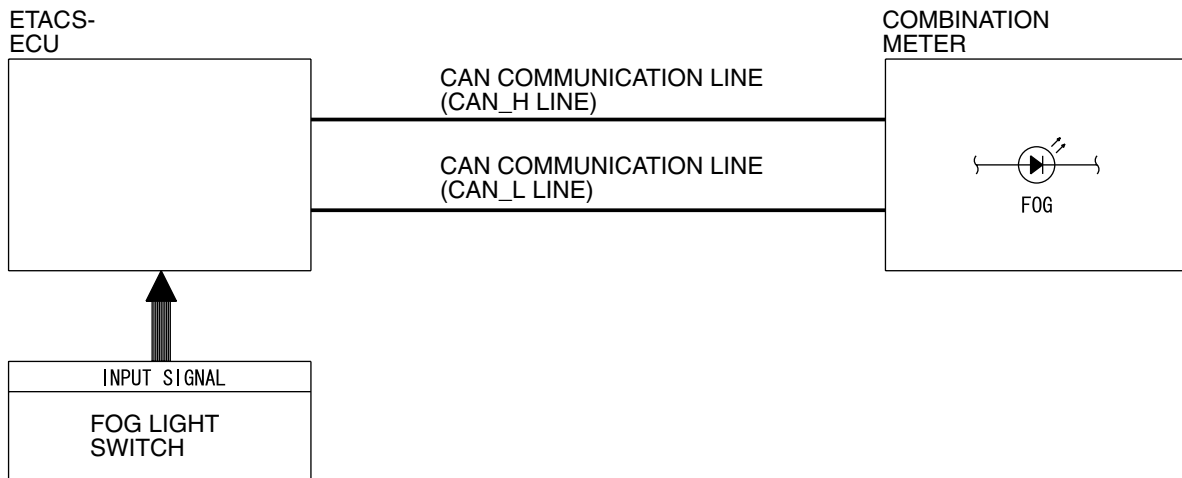 ETACS-
ECU
COMBINATION
METER
CAN COMMUNICATION LINE
(CAN_H LINE)
CAN COMMUNICATION LINE
(CAN_L LINE)
FOG
INPUT SIGNAL
FOG LIGHT
SWITCH